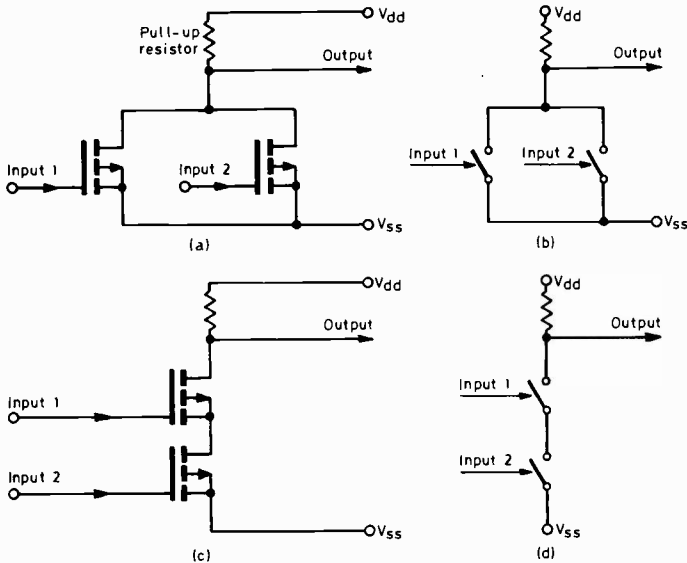 Vdd
Pull-up
resistor
Output
Input 1
Input 2
Vss
(a)
Vdd
Output
Input 1
Input 2
Vss
(b)
Vdd
Output
Input 1
Input 2
Vss
(c)
Vdd
Output
Input 1
Input 2
Vss
(d)